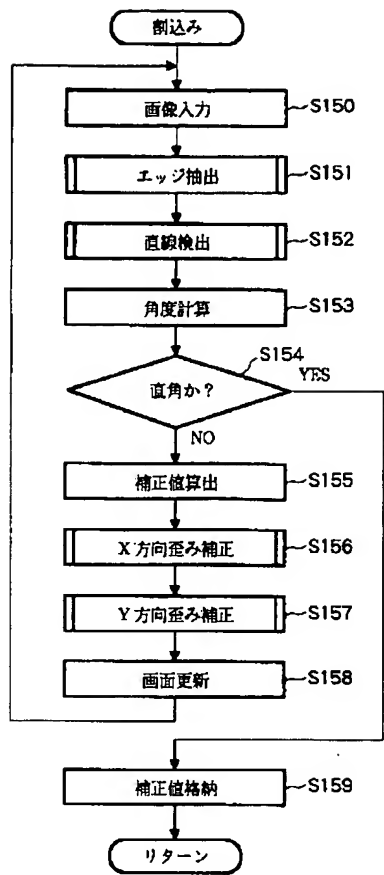 割込み
画像入力
S150
エッジ抽出
S151
直線検出
S152
角度計算
S153
S154
直角か？
YES
NO
補正値算出
S155
X方向歪み補正
S156
Y方向歪み補正
S157
画面更新
S158
補正値格納
S159
リターン